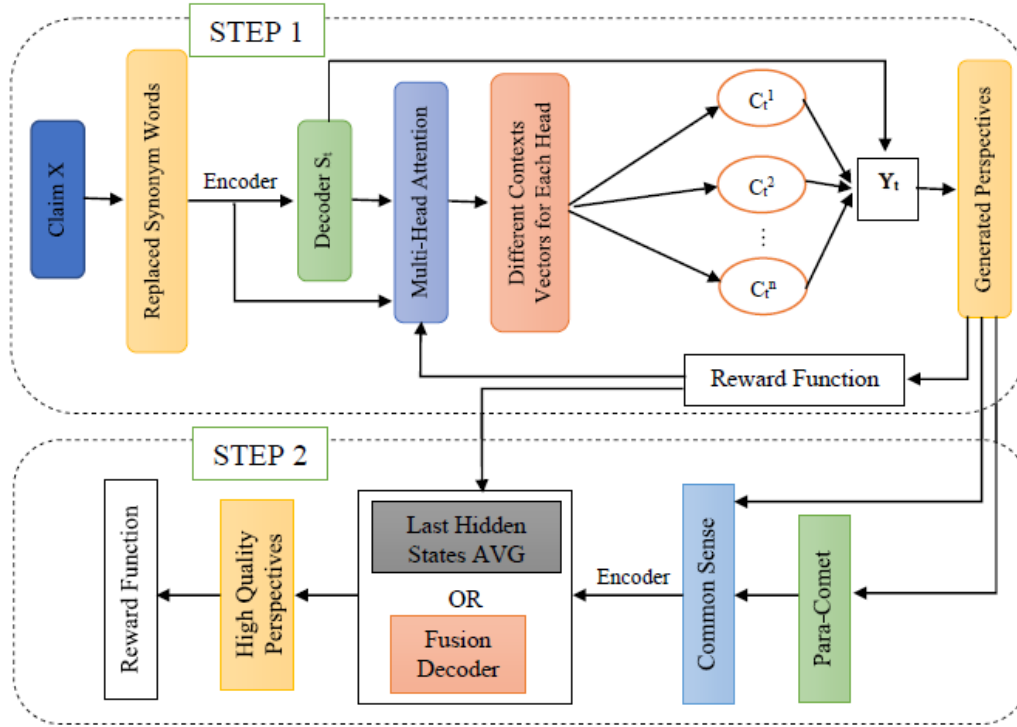 STEP 1
Claim X
Replaced Synonym Words
Encoder
Decoder Sₜ
Multi-Head Attention
Different Contexts
Vectors for Each Head
Cₜ¹
Cₜ²
⋮
Cₜⁿ
Yₜ
Generated Perspectives
Reward Function
STEP 2
Reward Function
High Quality
Perspectives
Last Hidden
States AVG
OR
Fusion
Decoder
Encoder
Common Sense
Para-Comet